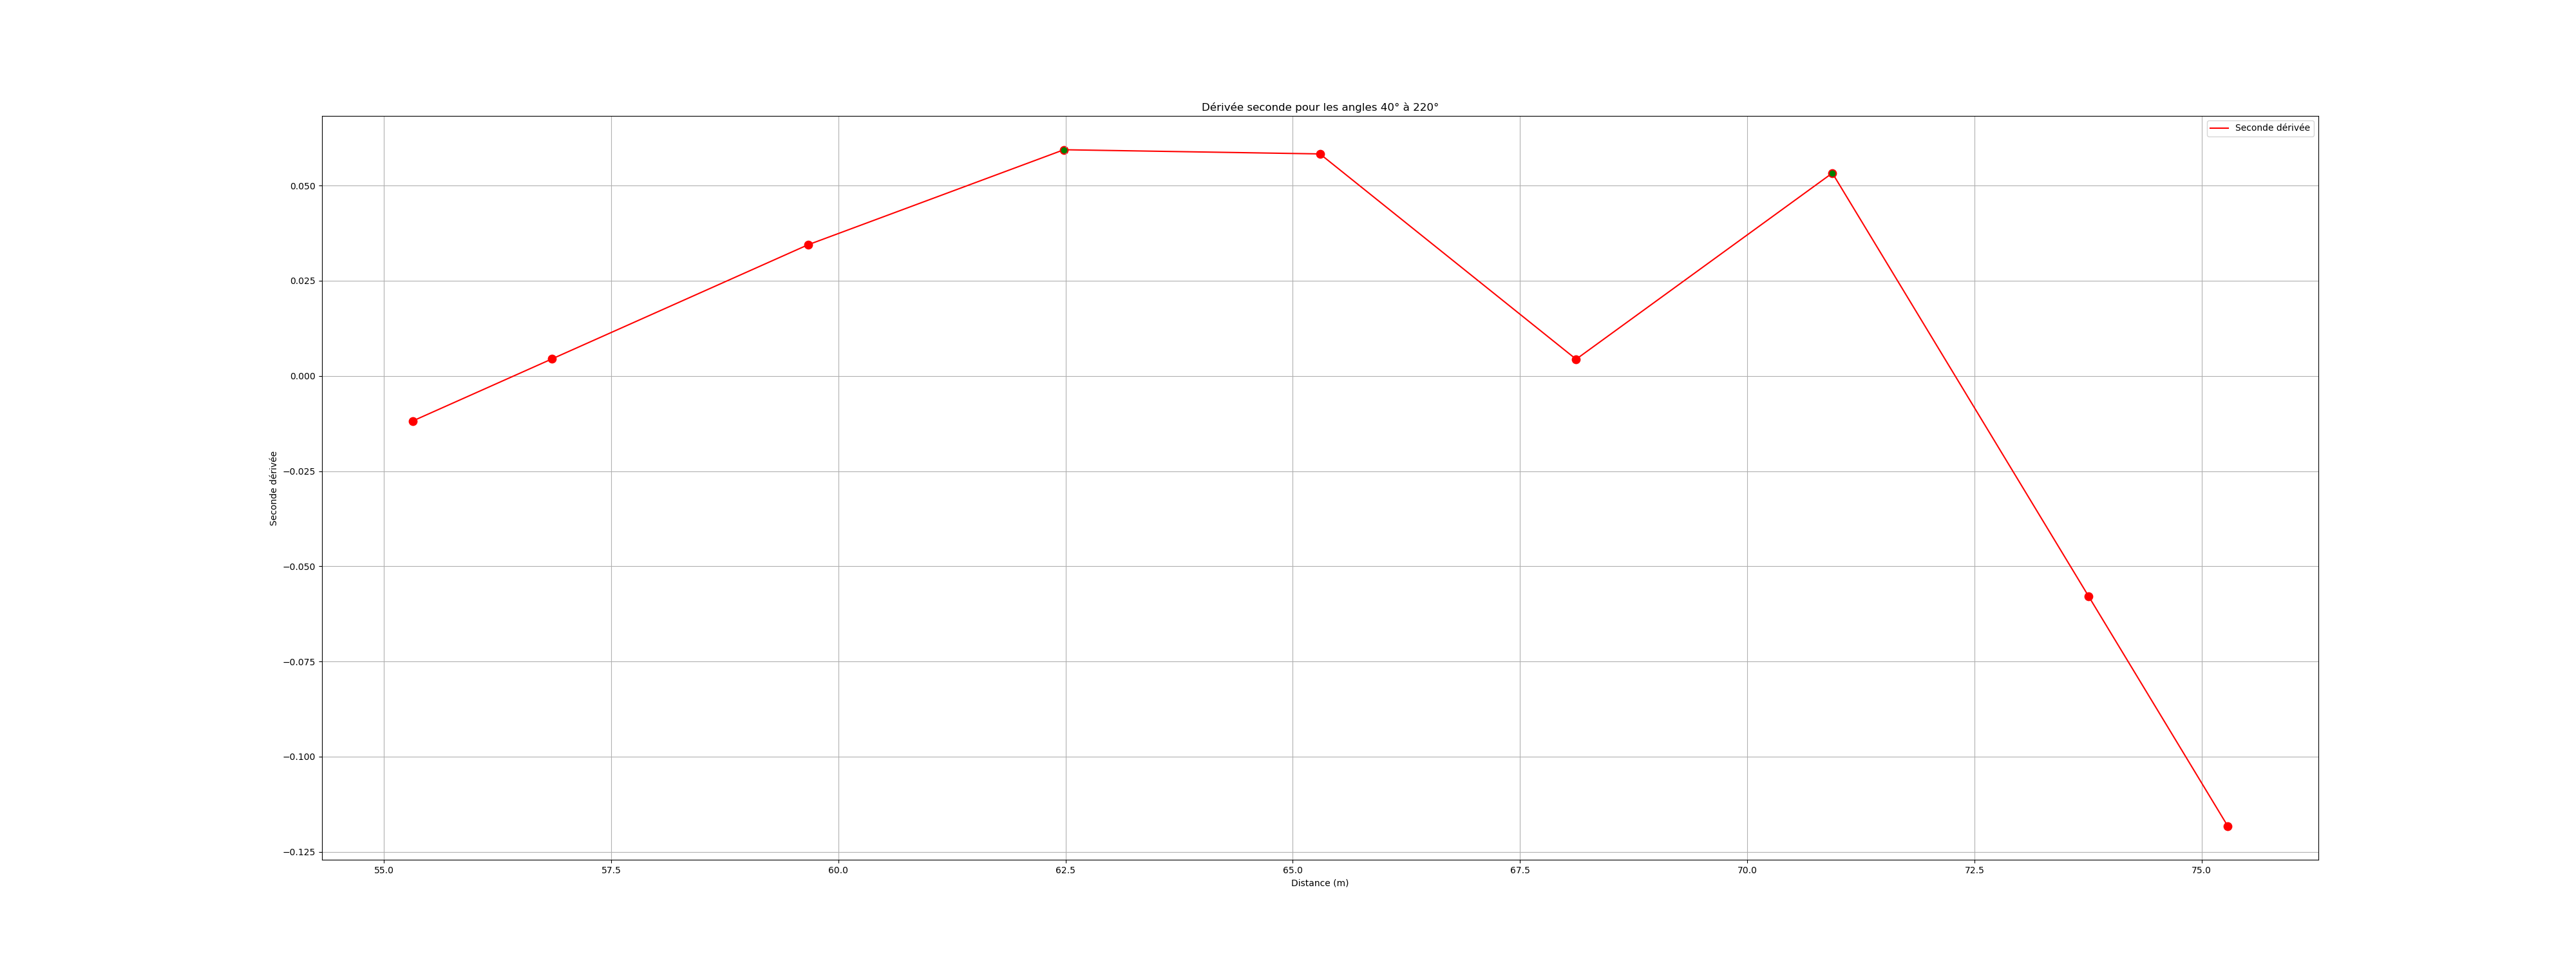 Dérivée seconde pour les angles 40° à 220°
Seconde dérivée
0.050
0.025
0.000
−0.025
−0.050
−0.075
−0.100
−0.125
Seconde dérivée
55.0 57.5 60.0 62.5 65.0 67.5 70.0 72.5 75.0
Distance (m)